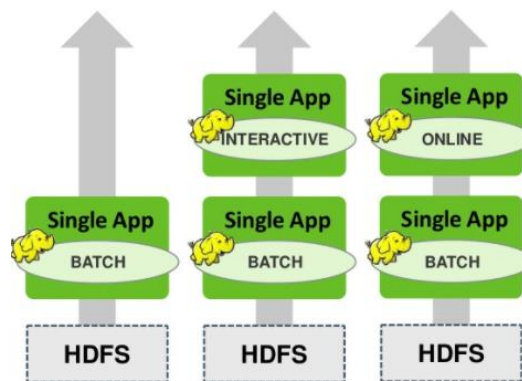 Single App
INTERACTIVE
Single App
ONLINE
Single App
BATCH
Single App
BATCH
Single App
BATCH
HDFS
HDFS
HDFS